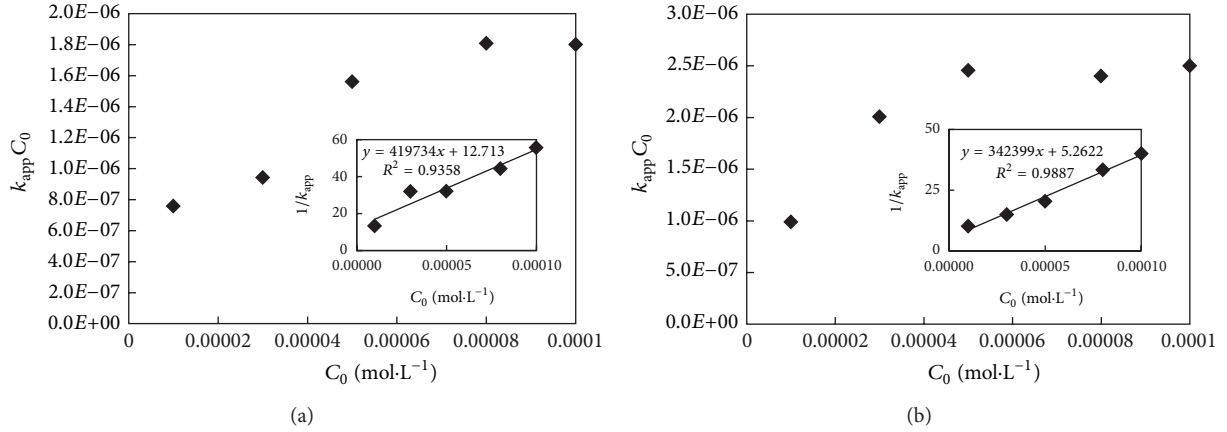 2.0E−06
1.8E−06
1.6E−06
1.4E−06
1.2E−06
1.0E−06
8.0E−07
6.0E−07
4.0E−07
2.0E−07
0.0E+00
k_app C_0
0 0.00002 0.00004 0.00006 0.00008 0.0001
C_0 (mol·L⁻¹)
60
40
20
0
1/k_app
y = 419734x + 12.713
R² = 0.9358
0.00000 0.00005 0.00010
C_0 (mol·L⁻¹)
(a)
3.0E−06
2.5E−06
2.0E−06
1.5E−06
1.0E−06
5.0E−07
0.0E+00
k_app C_0
0 0.00002 0.00004 0.00006 0.00008 0.0001
C_0 (mol·L⁻¹)
50
25
0
1/k_app
y = 342399x + 5.2622
R² = 0.9887
0.00000 0.00005 0.00010
C_0 (mol·L⁻¹)
(b)